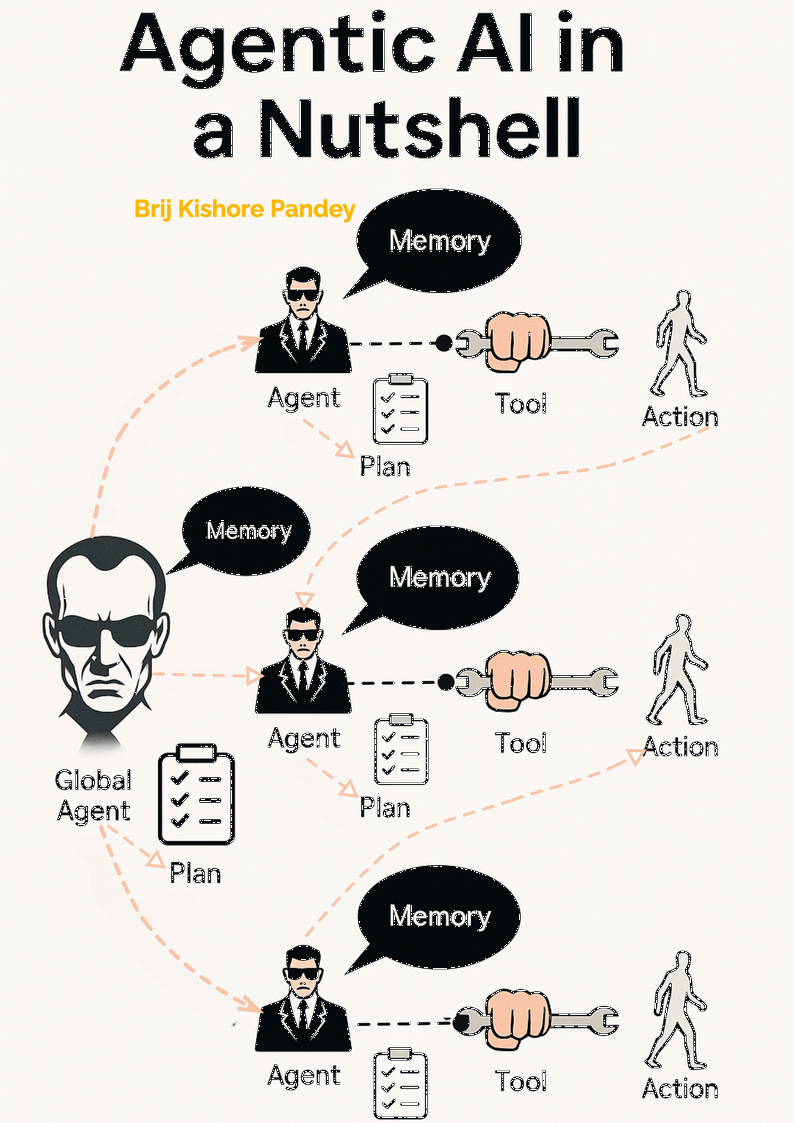 Agentic AI in
a Nutshell
Brij Kishore Pandey
Memory
Agent
Tool
Action
Plan
Memory
Memory
Agent
Tool
Action
Plan
Global
Agent
Plan
Memory
Agent
Tool
Action